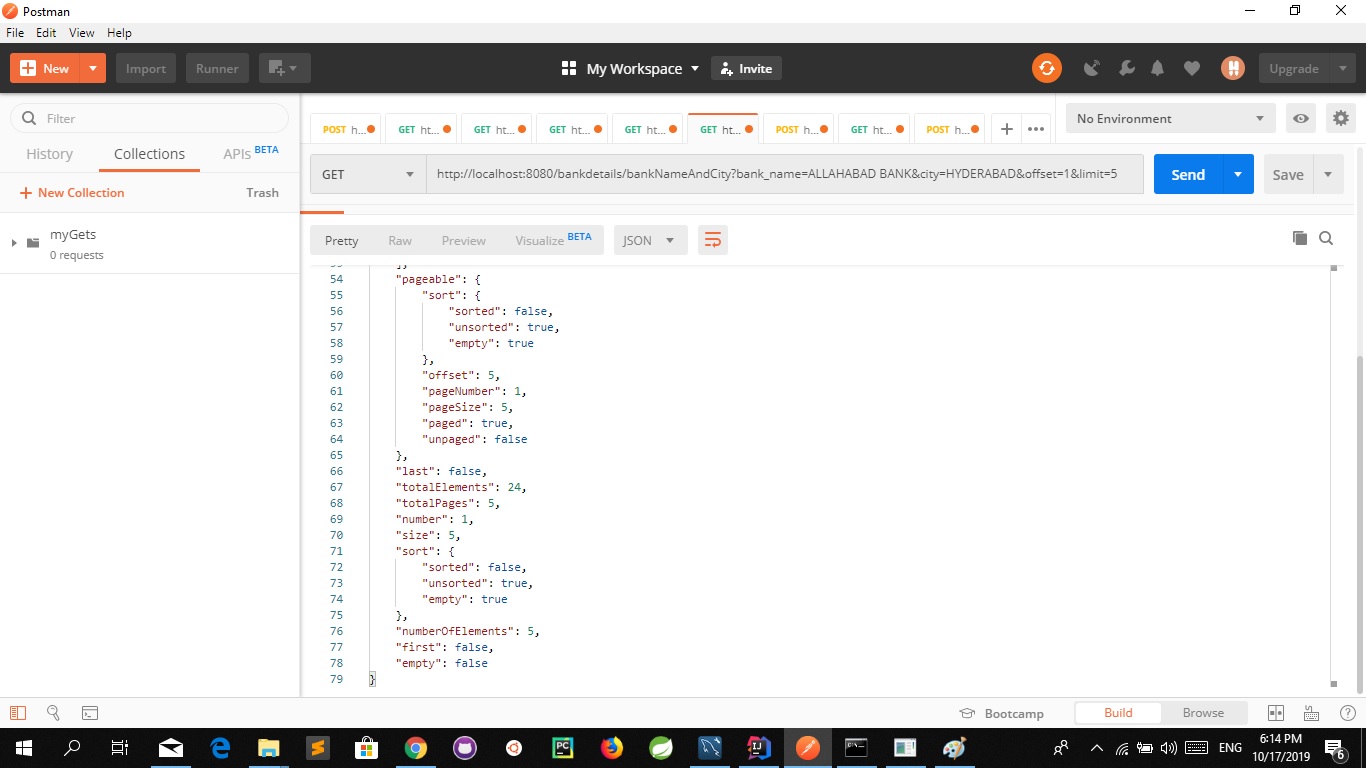 Postman
File Edit View Help
New Import Runner My Workspace Invite Upgrade
Filter
History Collections APIs BETA
+ New Collection Trash
myGets
0 requests
POST h... GET ht... GET ht... GET ht... GET ht... GET ht... POST h... GET ht... POST h... + ...
No Environment
GET http://localhost:8080/bankdetails/bankNameAndCity?bank_name=ALLAHABAD BANK&city=HYDERABAD&offset=1&limit=5 Send Save
Pretty Raw Preview Visualize BETA JSON
54 "pageable": {
55 "sort": {
56 "sorted": false,
57 "unsorted": true,
58 "empty": true
59 },
60 "offset": 5,
61 "pageNumber": 1,
62 "pageSize": 5,
63 "paged": true,
64 "unpaged": false
65 },
66 "last": false,
67 "totalElements": 24,
68 "totalPages": 5,
69 "number": 1,
70 "size": 5,
71 "sort": {
72 "sorted": false,
73 "unsorted": true,
74 "empty": true
75 },
76 "numberOfElements": 5,
77 "first": false,
78 "empty": false
79 }
Bootcamp Build Browse
PC IJ ENG 6:14 PM
10/17/2019 6